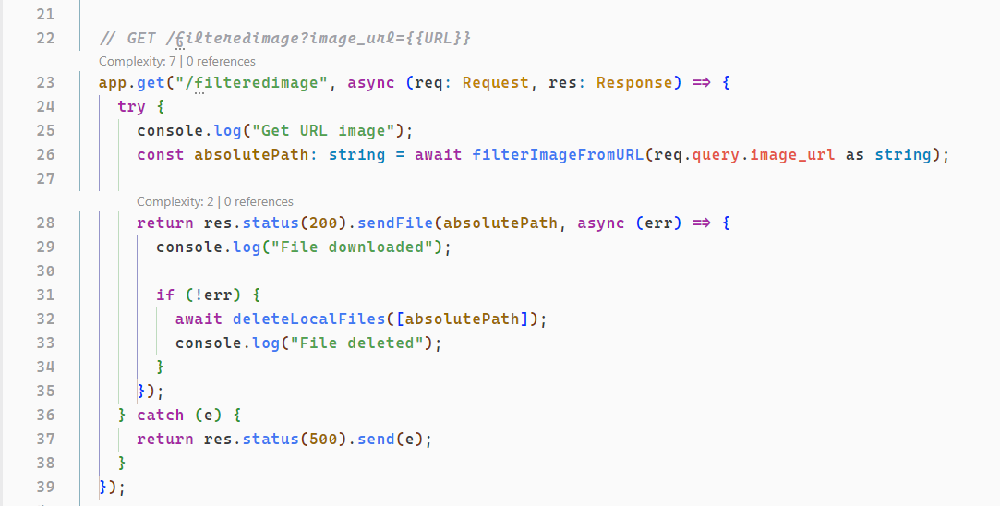 21
22 // GET /filteredimage?image_url={{URL}}
Complexity: 7 | 0 references
23 app.get("/filteredimage", async (req: Request, res: Response) => {
24 try {
25 console.log("Get URL image");
26 const absolutePath: string = await filterImageFromURL(req.query.image_url as string);
27
Complexity: 2 | 0 references
28 return res.status(200).sendFile(absolutePath, async (err) => {
29 console.log("File downloaded");
30
31 if (!err) {
32 await deleteLocalFiles([absolutePath]);
33 console.log("File deleted");
34 }
35 });
36 } catch (e) {
37 return res.status(500).send(e);
38 }
39 });